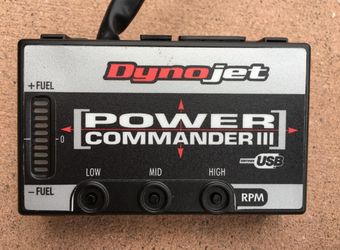 Dynojet
+ FUEL
[POWER
COMMANDER III]
0
USB
LOW MID HIGH
– FUEL
RPM